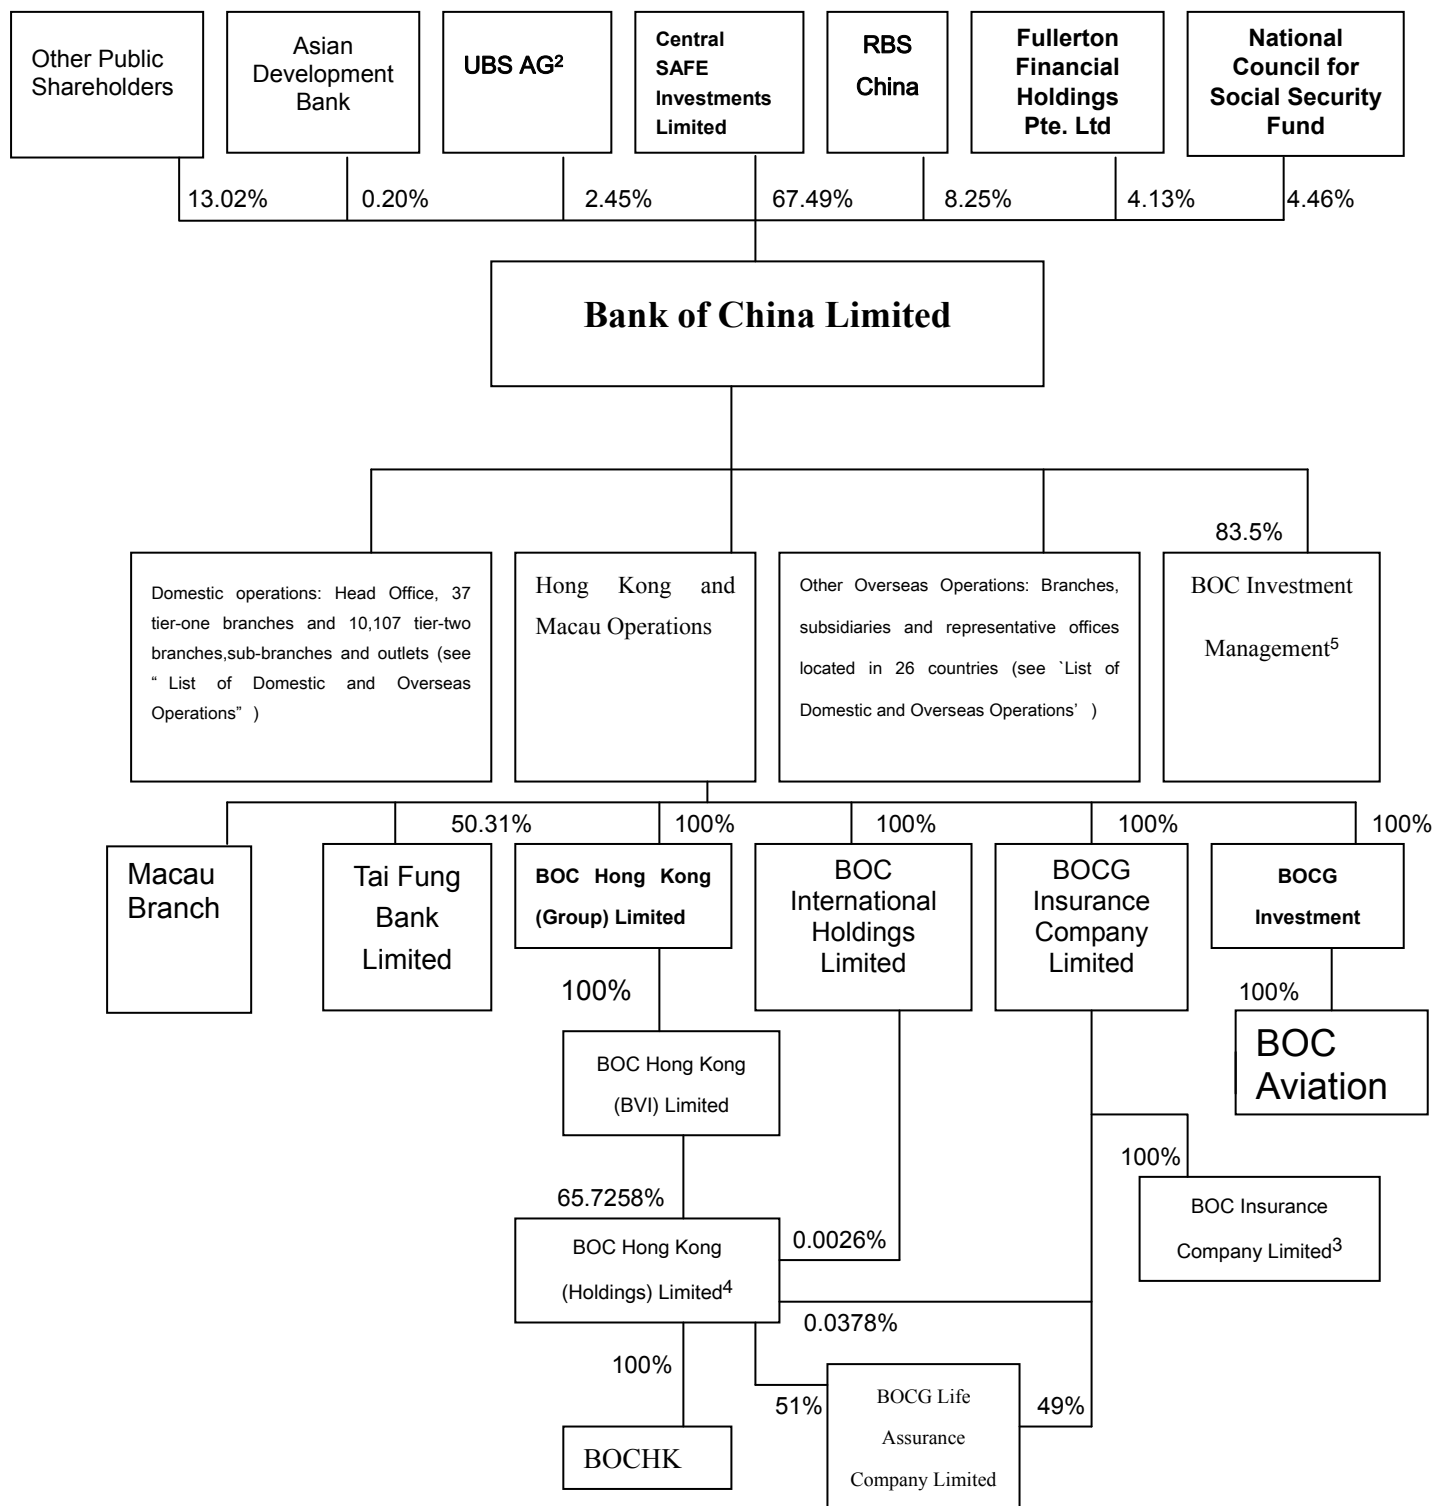 Other Public
Shareholders
Asian
Development
Bank
UBS AG2
Central
SAFE
Investments
Limited
RBS
China
Fullerton
Financial
Holdings
Pte. Ltd
National
Council for
Social Security
Fund
13.02%
0.20%
2.45%
67.49%
8.25%
4.13%
4.46%
Bank of China Limited
83.5%
Domestic operations: Head Office, 37
tier-one branches and 10,107 tier-two
branches,sub-branches and outlets (see
“ List of Domestic and Overseas
Operations” )
Hong Kong and
Macau Operations
Other Overseas Operations: Branches,
subsidiaries and representative offices
located in 26 countries (see `List of
Domestic and Overseas Operations’ )
BOC Investment
Management5
50.31%
100%
100%
100%
100%
Macau
Branch
Tai Fung
Bank
Limited
BOC Hong Kong
(Group) Limited
BOC
International
Holdings
Limited
BOCG
Insurance
Company
Limited
BOCG
Investment
100%
100%
BOC Hong Kong
(BVI) Limited
BOC
Aviation
65.7258%
100%
BOC Hong Kong
(Holdings) Limited4
0.0026%
BOC Insurance
Company Limited3
0.0378%
100%
51%
49%
BOCG Life
Assurance
Company Limited
BOCHK